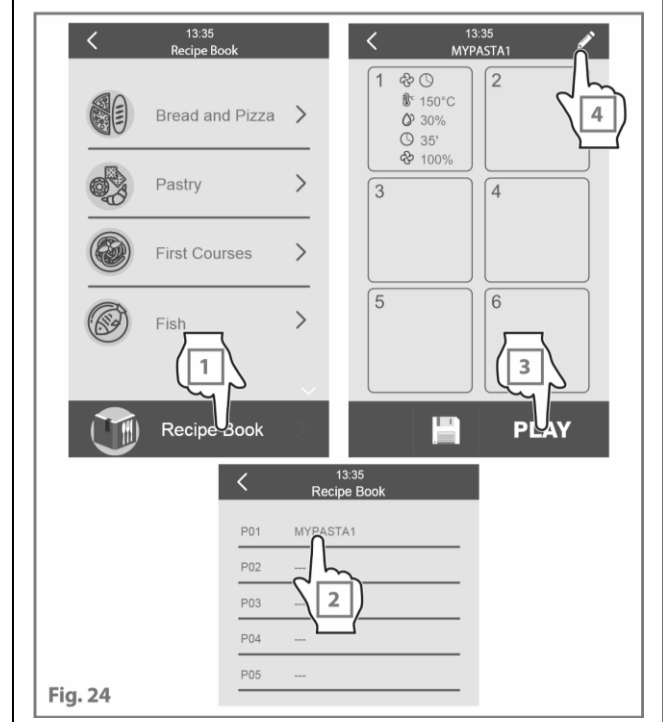 13:35
Recipe Book
Bread and Pizza
Pastry
First Courses
Fish
1
Recipe Book
13:35
MYPASTA1
4
1
150°C
30%
35'
100%
2
3
4
5
6
3
PLAY
13:35
Recipe Book
P01 MYPASTA1
P02 ---
P03 ---
2
P04 ---
P05 ---
Fig. 24